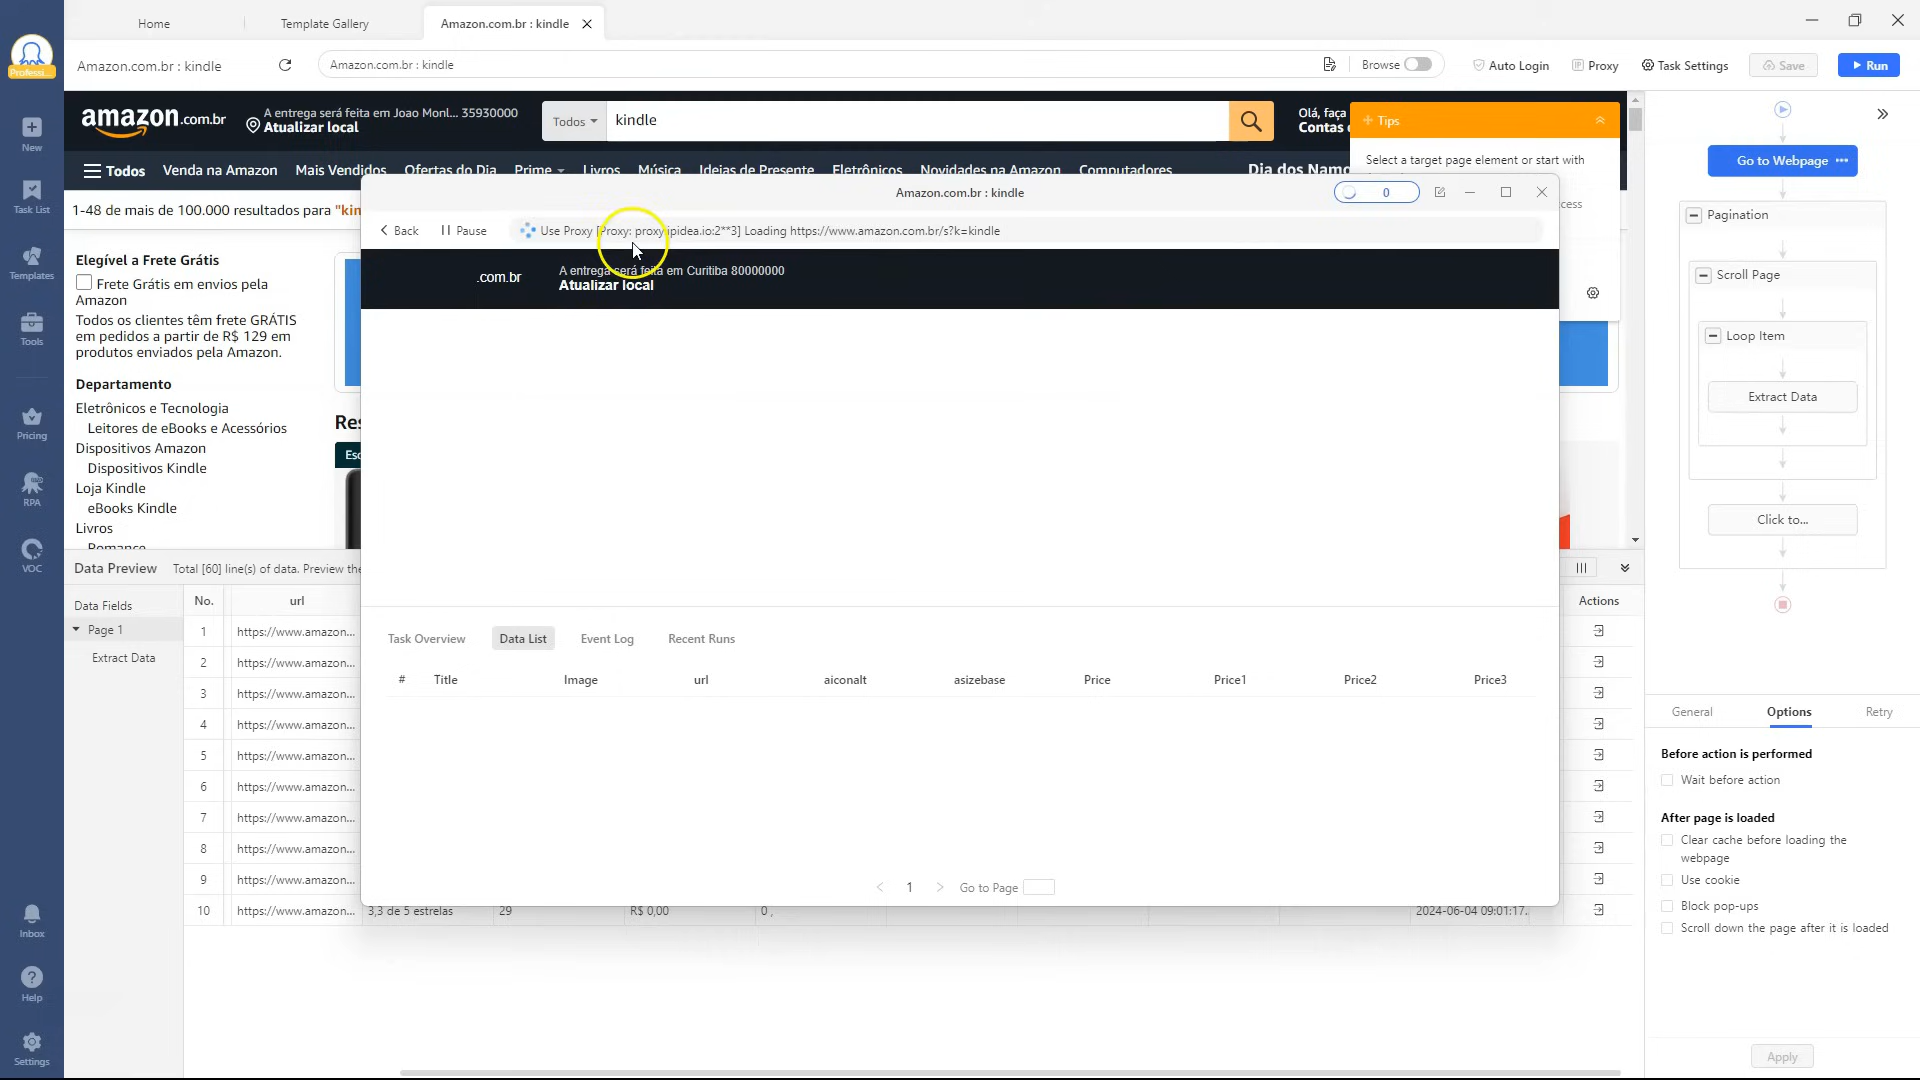 Home
Template Gallery
Amazon.com.br : kindle
Professi...
Amazon.com.br : kindle
Amazon.com.br : kindle
Browse
Auto Login
Proxy
Task Settings
Save
Run
New
Task List
Templates
Tools
Pricing
RPA
VOC
Inbox
Help
Settings
amazon.com.br
A entrega será feita em Joao Monl... 35930000
Atualizar local
Todos
kindle
Olá, faça
Contas
Tips
Select a target page element or start with
Todos
Venda na Amazon
Mais Vendidos
Ofertas do Dia
Prime
Livros
Música
Ideias de Presente
Eletrônicos
Novidades na Amazon
Computadores
Dia dos Namo
1-48 de mais de 100.000 resultados para "kin
Elegível a Frete Grátis
Frete Grátis em envios pela
Amazon
Todos os clientes têm frete GRÁTIS
em pedidos a partir de R$ 129 em
produtos enviados pela Amazon.
Departamento
Eletrônicos e Tecnologia
Leitores de eBooks e Acessórios
Dispositivos Amazon
Dispositivos Kindle
Loja Kindle
eBooks Kindle
Livros
Romance
Res
Esc
cess
Amazon.com.br : kindle
0
Back
Pause
Use Proxy [Proxy: proxy.ipidea.io:2**3] Loading https://www.amazon.com.br/s?k=kindle
.com.br
A entrega será feita em Curitiba 80000000
Atualizar local
Task Overview
Data List
Event Log
Recent Runs
#
Title
Image
url
aiconalt
asizebase
Price
Price1
Price2
Price3
1
Go to Page
Data Preview
Total [60] line(s) of data. Preview the
Data Fields
Page 1
Extract Data
No.
url
Actions
1 https://www.amazon...
2 https://www.amazon...
3 https://www.amazon...
4 https://www.amazon...
5 https://www.amazon...
6 https://www.amazon...
7 https://www.amazon...
8 https://www.amazon...
9 https://www.amazon...
10 https://www.amazon... 3,3 de 5 estrelas 29 R$ 0,00 0 , 2024-06-04 09:01:17.
Go to Webpage
Pagination
Scroll Page
Loop Item
Extract Data
Click to...
General
Options
Retry
Before action is performed
Wait before action
After page is loaded
Clear cache before loading the
webpage
Use cookie
Block pop-ups
Scroll down the page after it is loaded
Apply